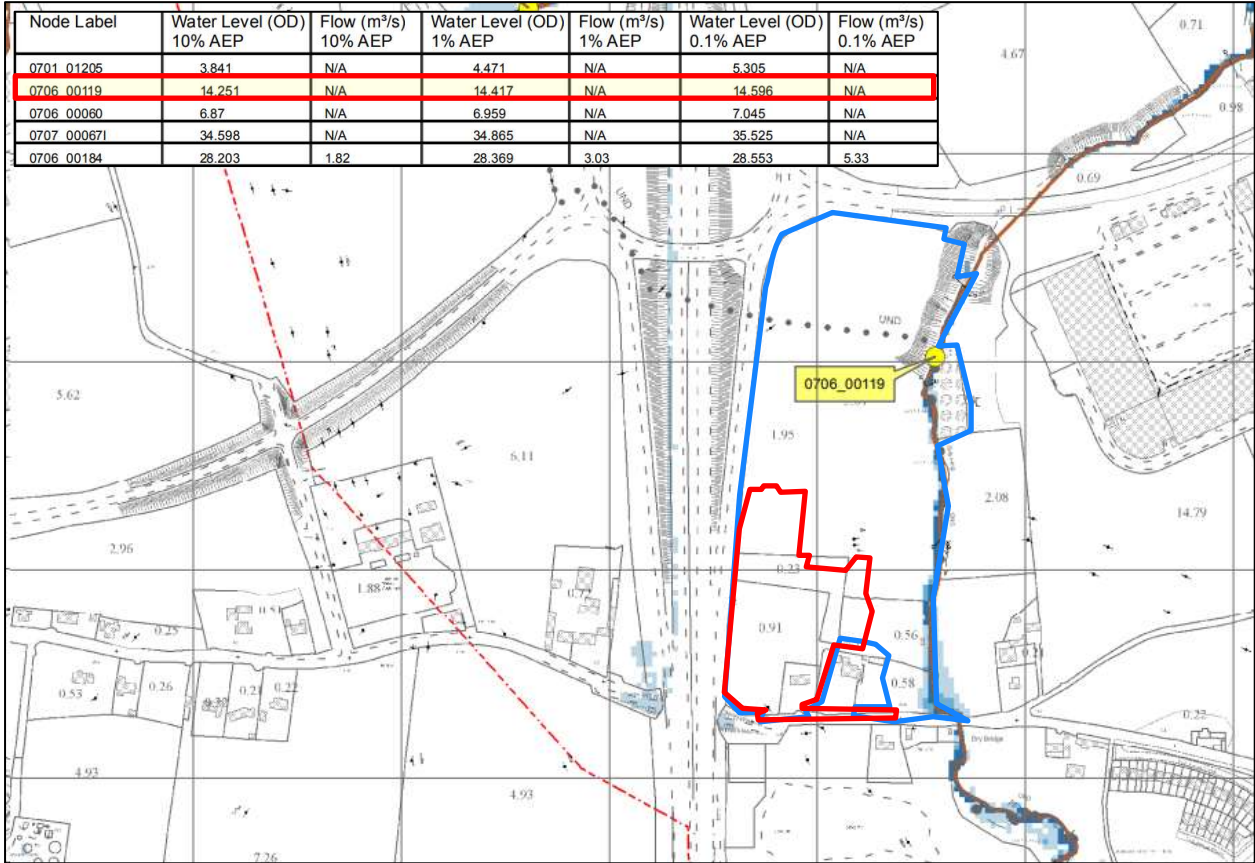 Node Label Water Level (OD) 10% AEP Flow (m³/s) 10% AEP Water Level (OD) 1% AEP Flow (m³/s) 1% AEP Water Level (OD) 0.1% AEP Flow (m³/s) 0.1% AEP
0701_01205 3.841 N/A 4.471 N/A 5.305 N/A
0706_00119 14.251 N/A 14.417 N/A 14.596 N/A
0706_00060 6.87 N/A 6.959 N/A 7.045 N/A
0707_00067I 34.598 N/A 34.865 N/A 35.525 N/A
0706_00184 28.203 1.82 28.369 3.03 28.553 5.33
0.71
4.67
0.98
0.69
UND
UND
0706_00119
5.62
1.95
6.11
2.08
14.79
2.96
0.23
1.88
0.91
0.56
0.25
0.58
0.53
0.26
0.21
0.22
0.22
Dry Bridge
4.93
4.93
7.26